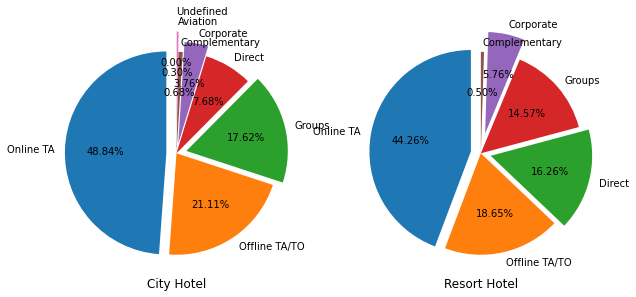 Undefined
Aviation
Corporate
Complementary
Direct
Groups
Online TA
Offline TA/TO
0.00%
0.30%
3.76%
0.68%
7.68%
17.62%
48.84%
21.11%
City Hotel
Corporate
Complementary
Groups
Online TA
Direct
Offline TA/TO
5.76%
0.50%
14.57%
44.26%
16.26%
18.65%
Resort Hotel